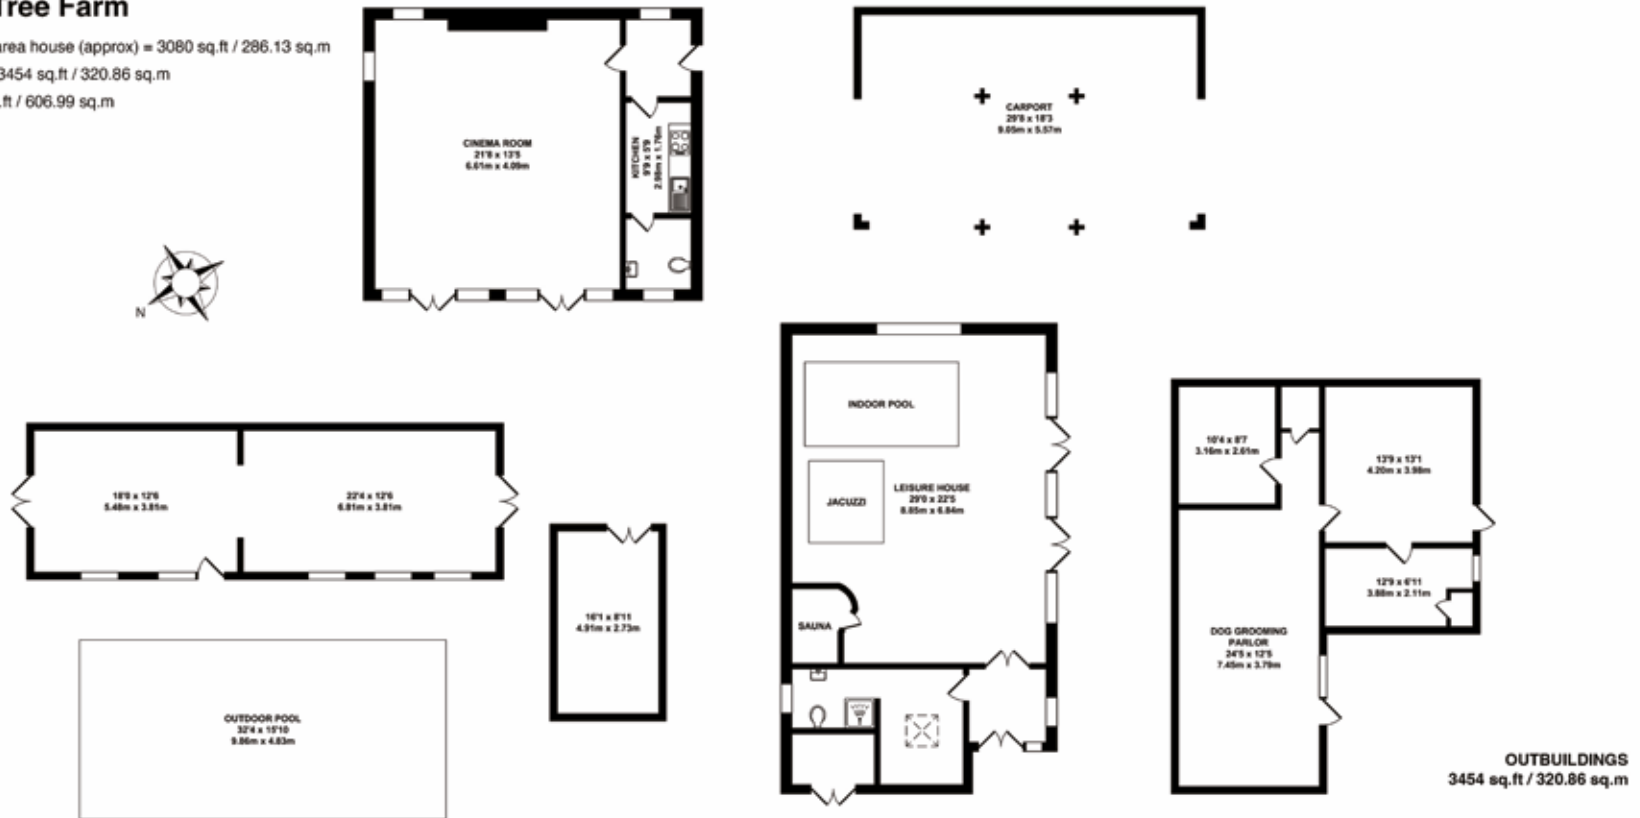 Tree Farm
area house (approx) = 3080 sq.ft / 286.13 sq.m
3454 sq.ft / 320.86 sq.m
.ft / 606.99 sq.m
N
CINEMA ROOM
21'8 x 13'5
6.61m x 4.09m
KITCHEN
9'9 x 5'9
2.98m x 1.76m
CARPORT
29'8 x 18'3
9.05m x 5.57m
18'0 x 12'6
5.48m x 3.81m
22'4 x 12'6
6.81m x 3.81m
16'1 x 8'11
4.91m x 2.73m
OUTDOOR POOL
32'4 x 15'10
9.86m x 4.83m
INDOOR POOL
JACUZZI
LEISURE HOUSE
29'0 x 22'5
8.85m x 6.84m
SAUNA
10'4 x 8'7
3.16m x 2.61m
13'9 x 13'1
4.20m x 3.98m
12'9 x 6'11
3.88m x 2.11m
DOG GROOMING
PARLOR
24'5 x 12'5
7.45m x 3.79m
OUTBUILDINGS
3454 sq.ft / 320.86 sq.m